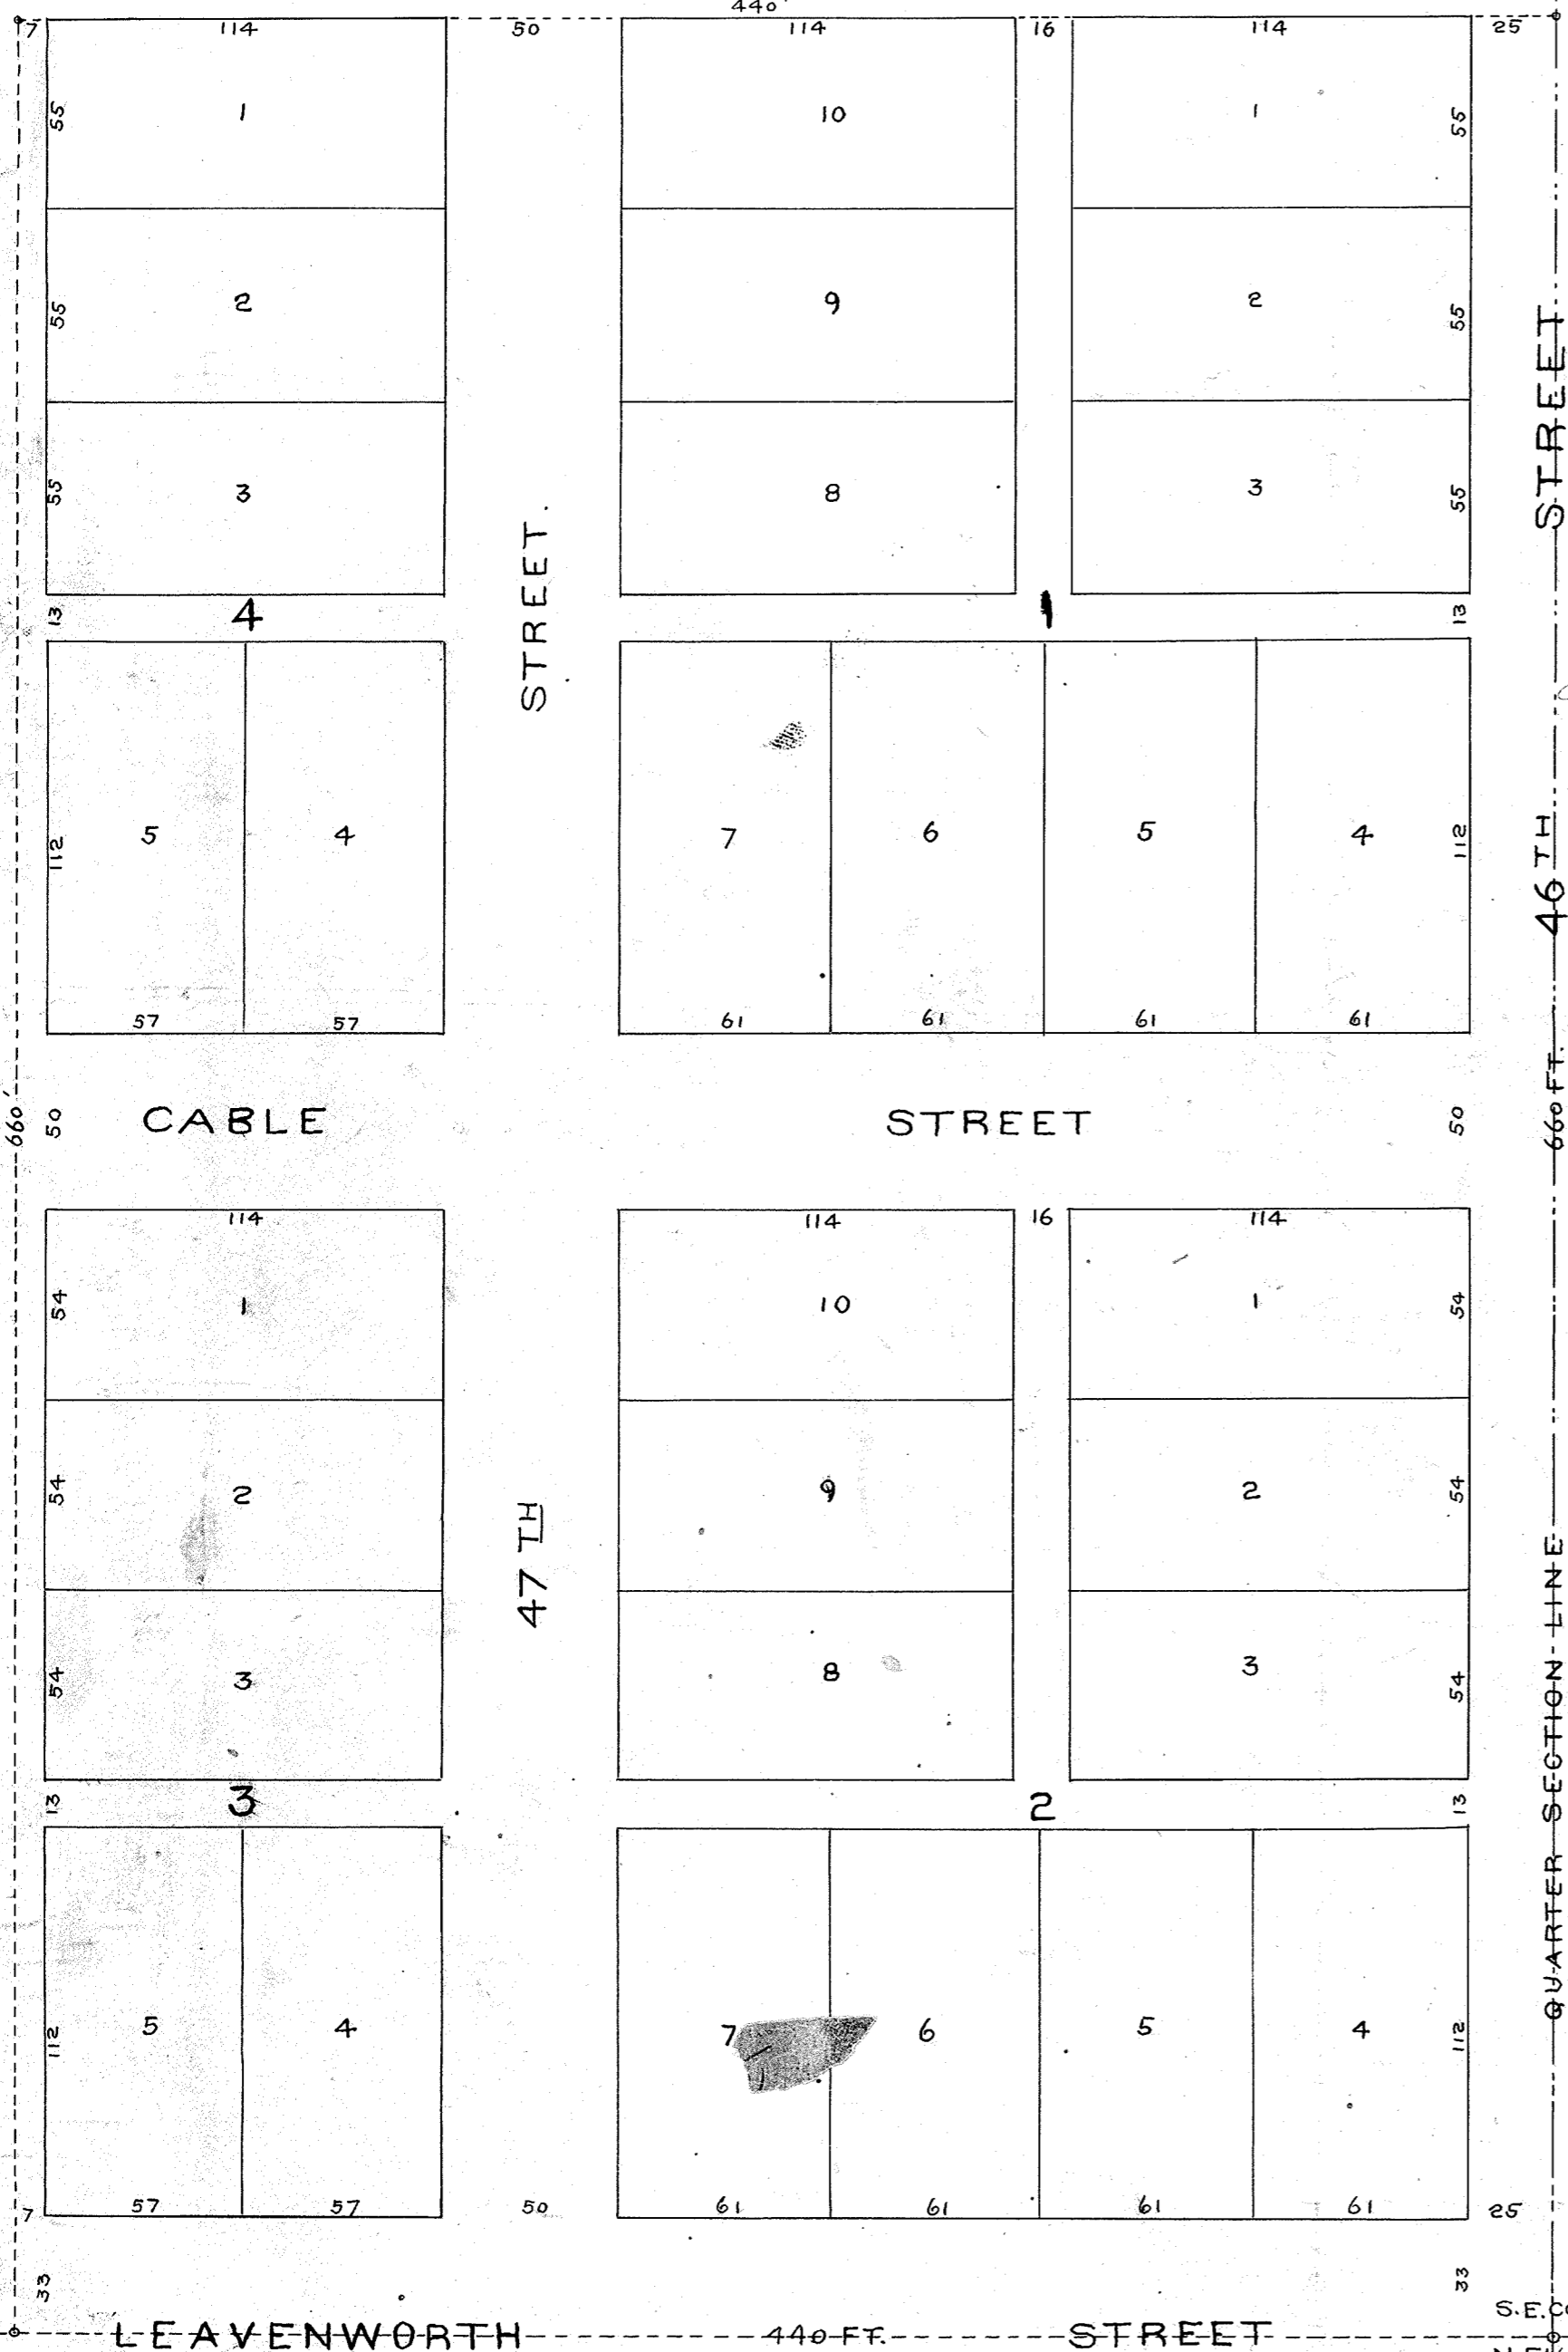 440'
7 114 50 114 16 114 25
55 1 10 1 55
55 2 9 2 55
55 3 8 3 55
STREET.
13 4 1 13
112 5 4 7 6 5 4 112
57 57 61 61 61 61
660' 50 CABLE STREET 50
114 114 16 114
54 1 10 1 54
54 2 9 2 54
47TH
54 3 8 3 54
13 3 2 13
112 5 4 7 6 5 4 112
7 57 57 50 61 61 61 61 25
33 33
LEAVENWORTH 440 FT. STREET
QUARTER SECTION LINE 660 FT. 46TH STREET
S.E.